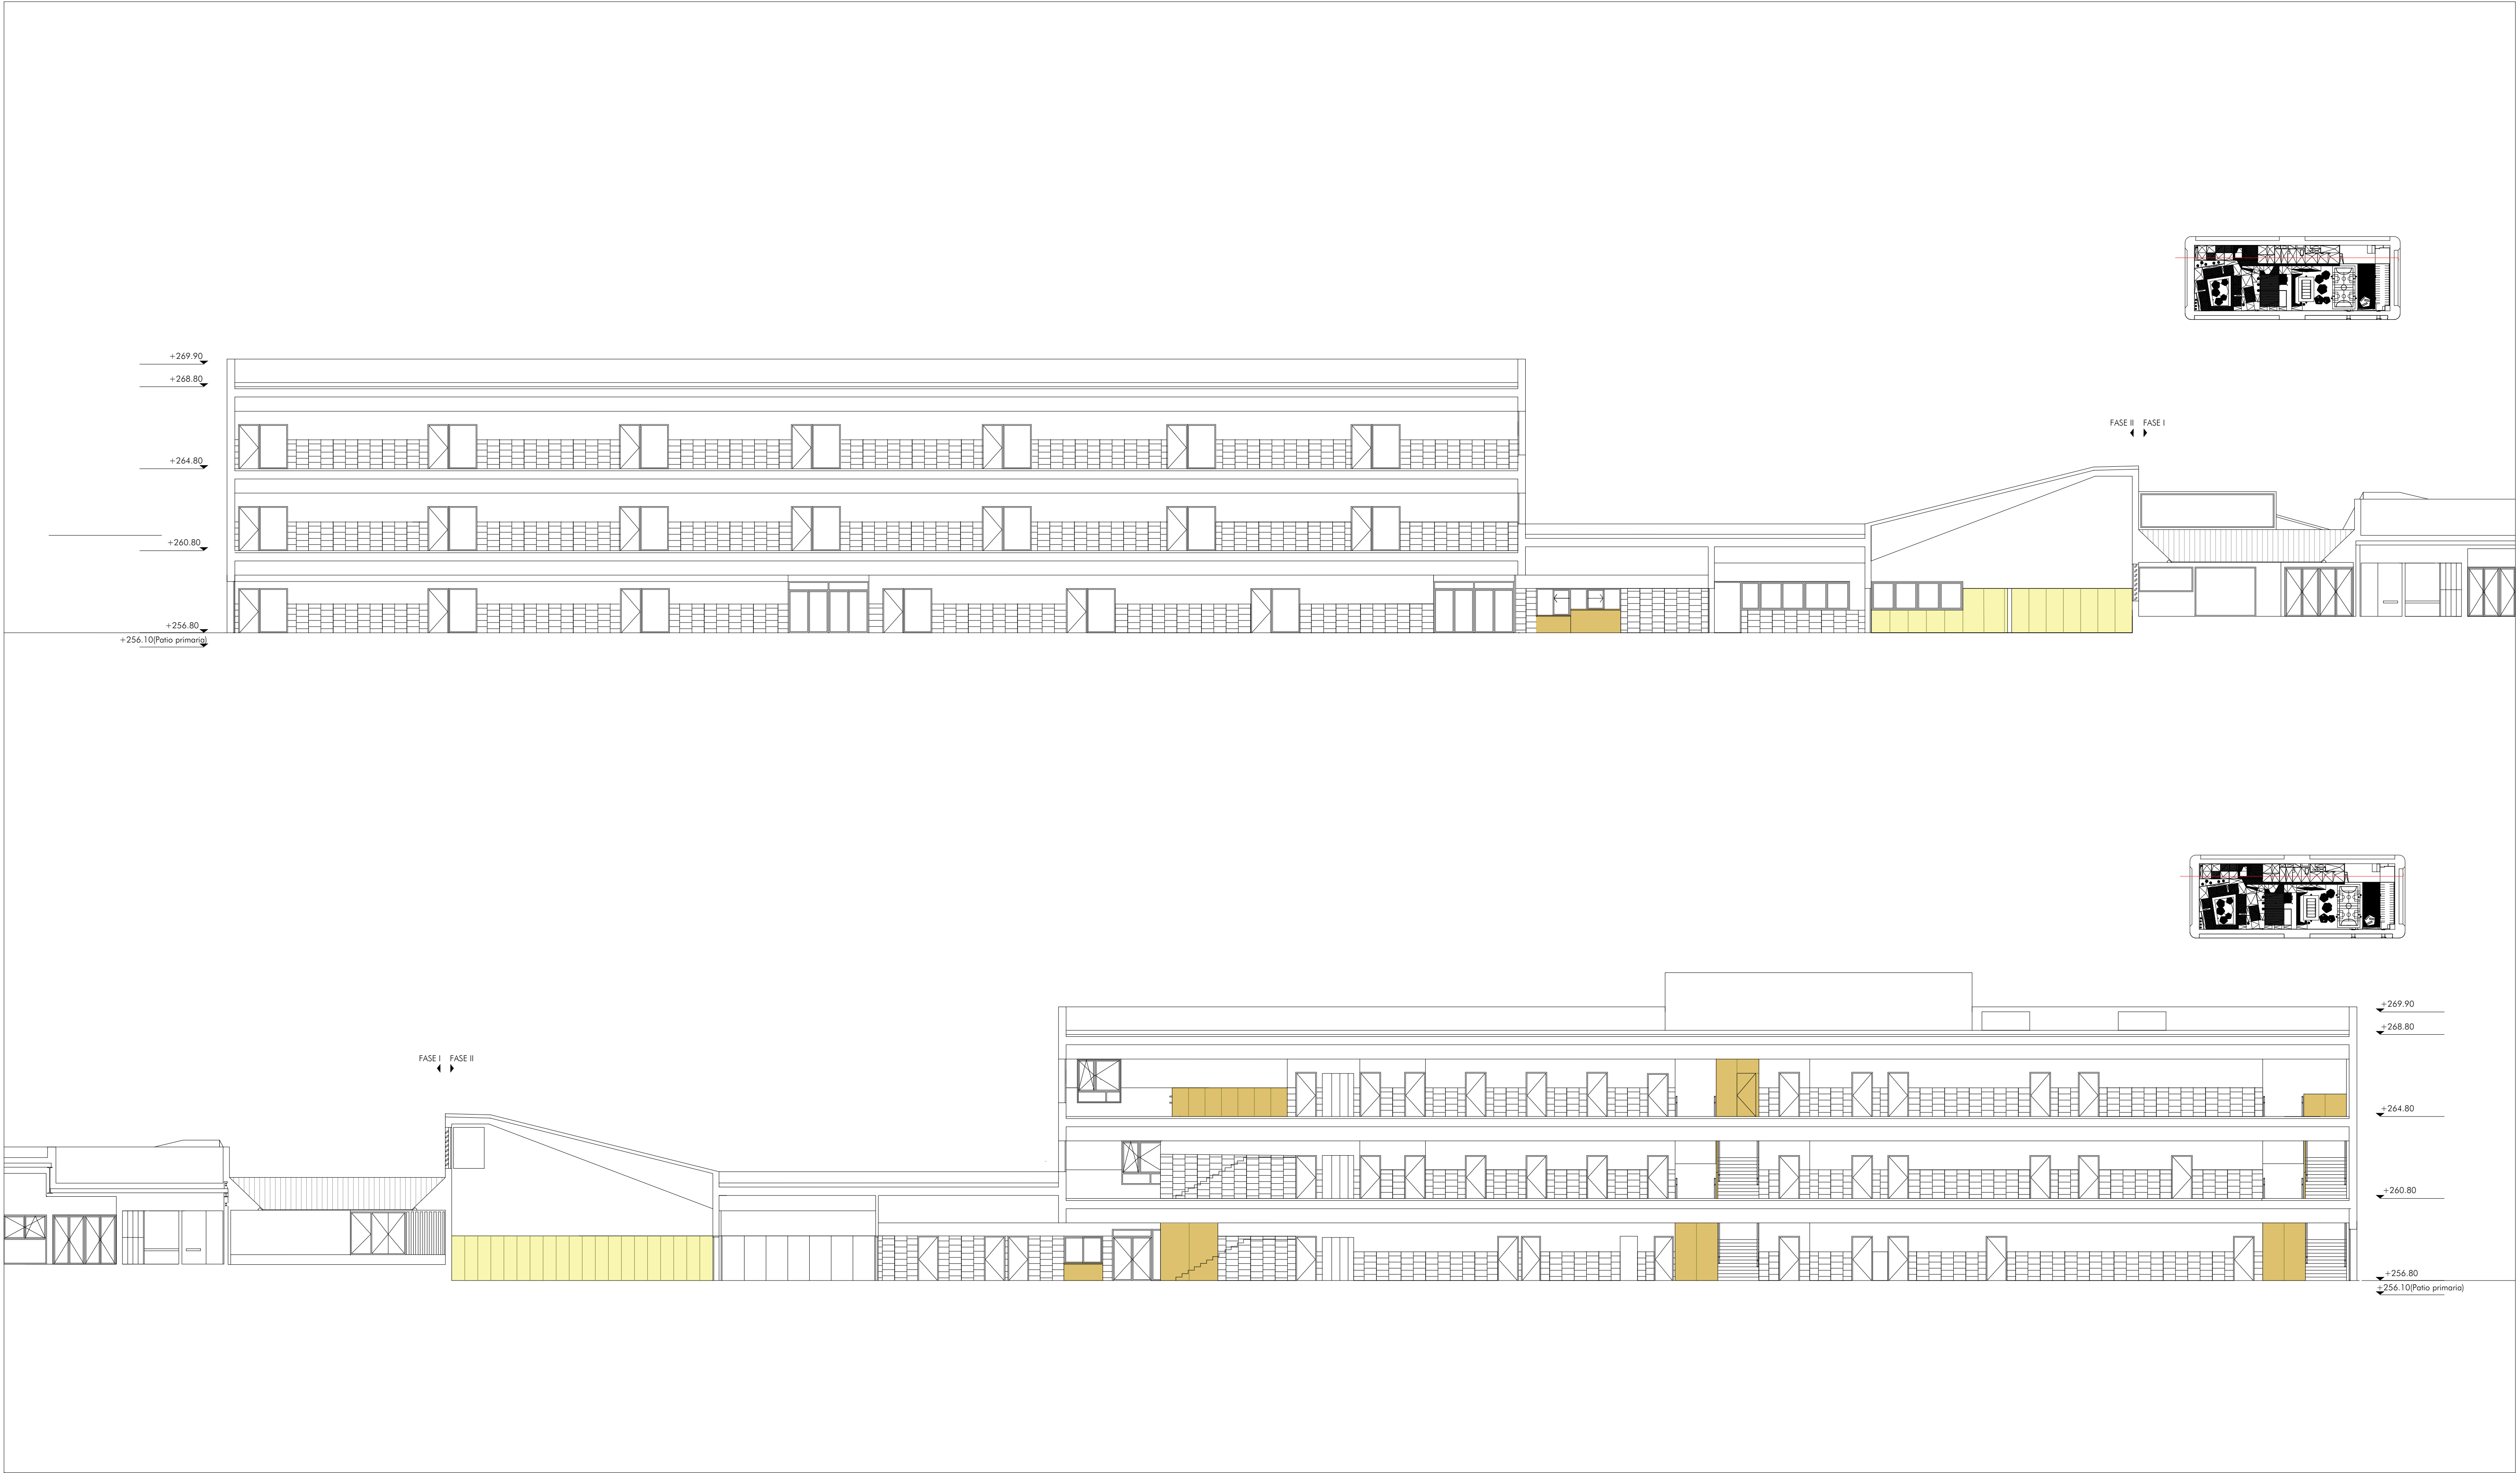 +269.90
+268.80
FASE II FASE I
+264.80
+260.80
+256.80
+256.10(Patio primaria)
+269.90
+268.80
FASE I FASE II
+264.80
+260.80
+256.80
+256.10(Patio primaria)